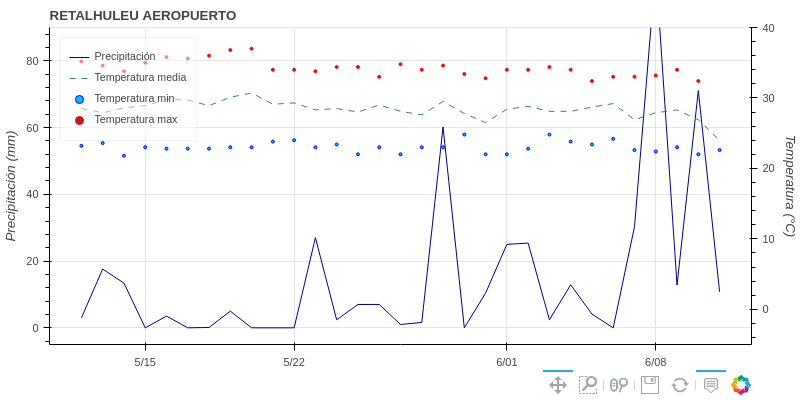 RETALHULEU AEROPUERTO
Precipitación
Temperatura media
Temperatura min
Temperatura max
Precipitación (mm)
80
60
40
20
0
Temperatura (°C)
40
30
20
10
0
5/15 5/22 6/01 6/08